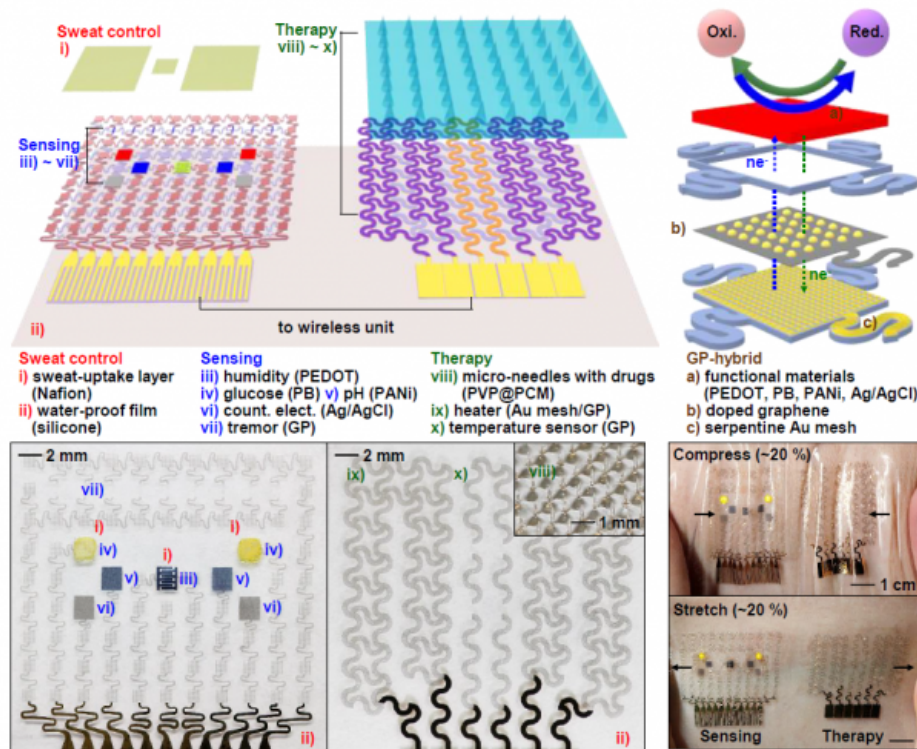 Sweat control
i)
Therapy
viii) ~ x)
Sensing
iii) ~ vii)
ii)
to wireless unit
Oxi.
Red.
a)
ne-
b)
ne-
c)
Sweat control
i) sweat-uptake layer
(Nafion)
ii) water-proof film
(silicone)
Sensing
iii) humidity (PEDOT)
iv) glucose (PB) v) pH (PANi)
vi) count. elect. (Ag/AgCl)
vii) tremor (GP)
Therapy
viii) micro-needles with drugs
(PVP@PCM)
ix) heater (Au mesh/GP)
x) temperature sensor (GP)
GP-hybrid
a) functional materials
(PEDOT, PB, PANi, Ag/AgCl)
b) doped graphene
c) serpentine Au mesh
2 mm
vii)
i)
i)
iv)
i)
iv)
v)
iii)
v)
vi)
vi)
ii)
2 mm
ix)
x)
viii)
1 mm
ii)
Compress (~20 %)
1 cm
Stretch (~20 %)
Sensing
Therapy